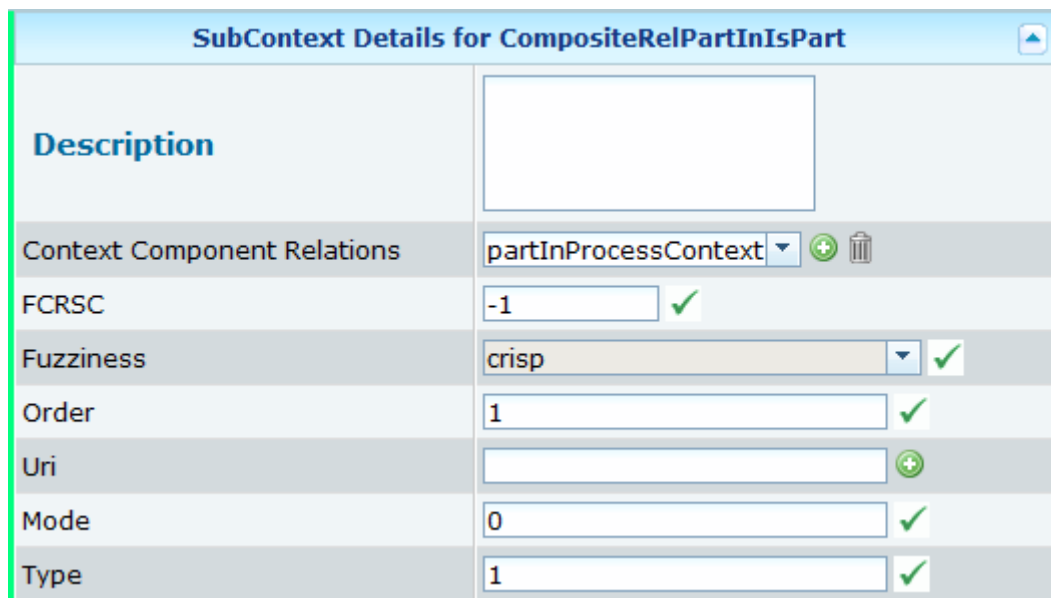 SubContext Details for CompositeRelPartInIsPart
Description
Context Component Relations partInProcessContext
FCRSC -1
Fuzziness crisp
Order 1
Uri
Mode 0
Type 1